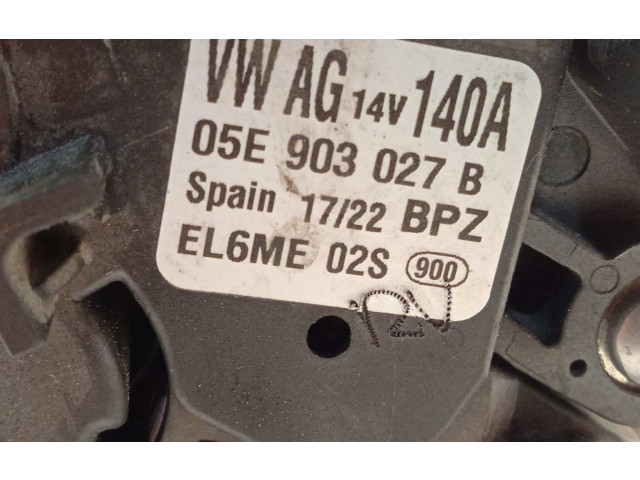 VW AG 14V 140A
05E 903 027 B
Spain 17/22 BPZ
EL6ME 02S 900